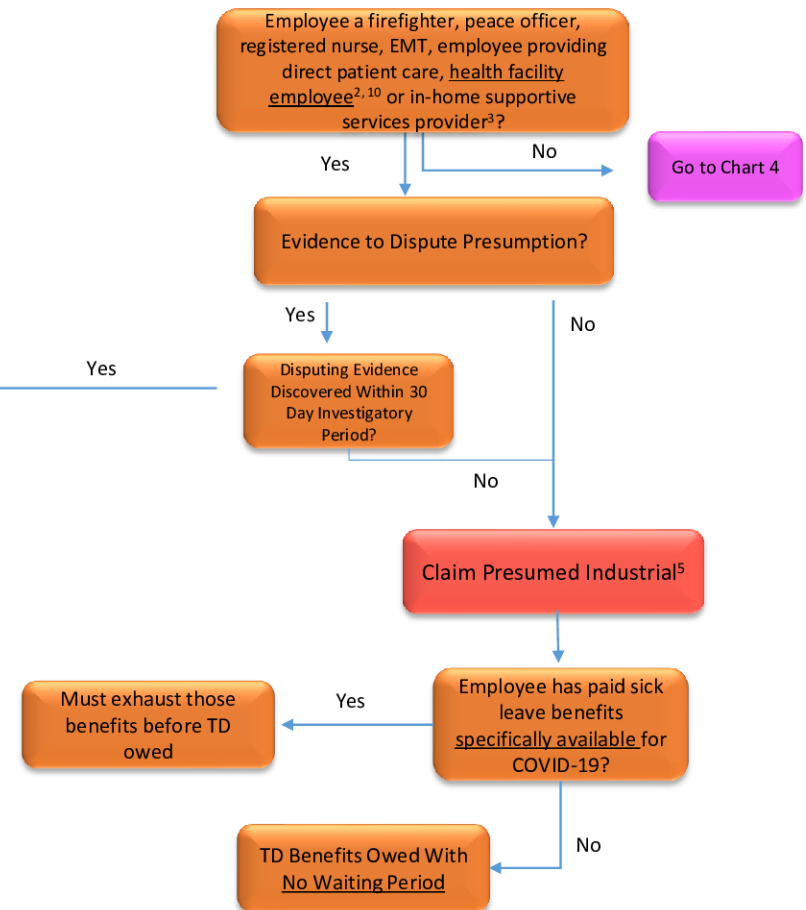 Employee a firefighter, peace officer,
registered nurse, EMT, employee providing
direct patient care, health facility
employee2, 10 or in-home supportive
services provider3?
Yes
No
Go to Chart 4
Evidence to Dispute Presumption?
Yes
No
Yes
Disputing Evidence
Discovered Within 30
Day Investigatory
Period?
No
Claim Presumed Industrial5
Employee has paid sick
leave benefits
specifically available for
COVID-19?
Yes
Must exhaust those
benefits before TD
owed
No
TD Benefits Owed With
No Waiting Period